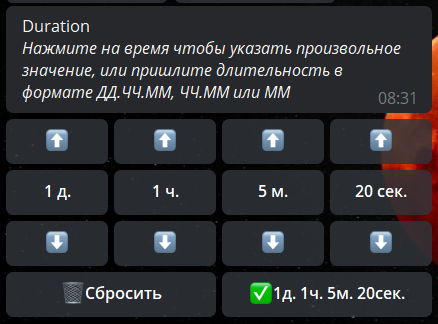 Duration
Нажмите на время чтобы указать произвольное
значение, или пришлите длительность в
формате ДД.ЧЧ.ММ, ЧЧ.ММ или ММ
08:31
1 д. 1 ч. 5 м. 20 сек.
Сбросить 1д. 1ч. 5м. 20сек.